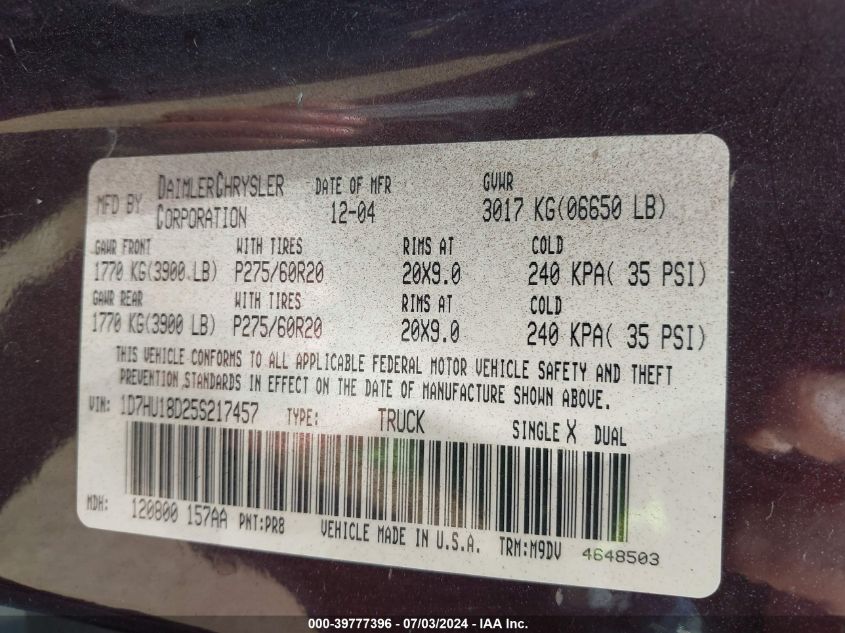 MFD BY DAIMLERCHRYSLER CORPORATION DATE OF MFR 12-04 GVWR 3017 KG(06650 LB)
GAWR FRONT WITH TIRES RIMS AT COLD
1770 KG(3900 LB) P275/60R20 20X9.0 240 KPA( 35 PSI)
GAWR REAR WITH TIRES RIMS AT COLD
1770 KG(3900 LB) P275/60R20 20X9.0 240 KPA( 35 PSI)
THIS VEHICLE CONFORMS TO ALL APPLICABLE FEDERAL MOTOR VEHICLE SAFETY AND THEFT
PREVENTION STANDARDS IN EFFECT ON THE DATE OF MANUFACTURE SHOWN ABOVE.
VIN: 1D7HU18D25S217457 TYPE: TRUCK SINGLE X DUAL
MDH: 120800 157AA PNT:PR8 VEHICLE MADE IN U.S.A. TRM:M9DV 4648503
000-39777396 - 07/03/2024 - IAA Inc.